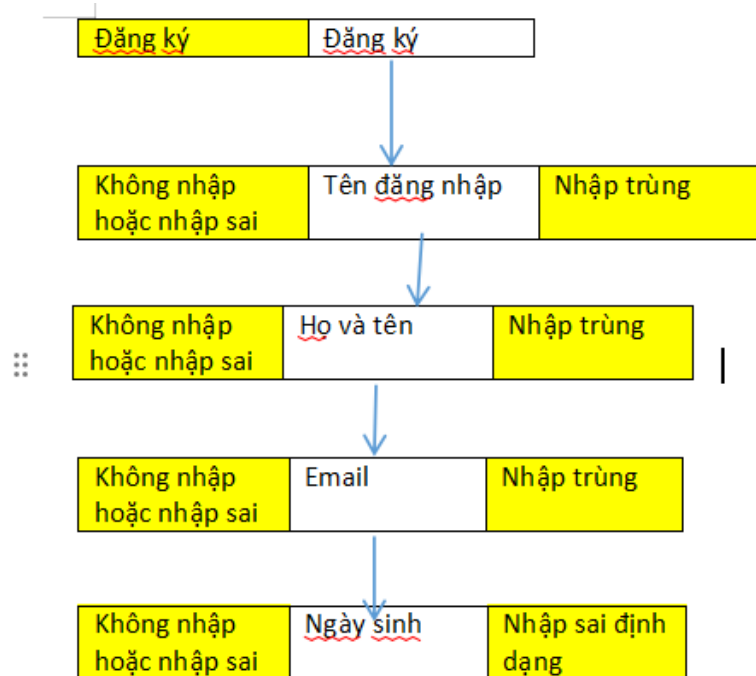 Đăng ký Đăng ký
Không nhập Tên đăng nhập Nhập trùng
hoặc nhập sai
Không nhập Họ và tên Nhập trùng
hoặc nhập sai
Không nhập Email Nhập trùng
hoặc nhập sai
Không nhập Ngày sinh Nhập sai định
hoặc nhập sai dạng